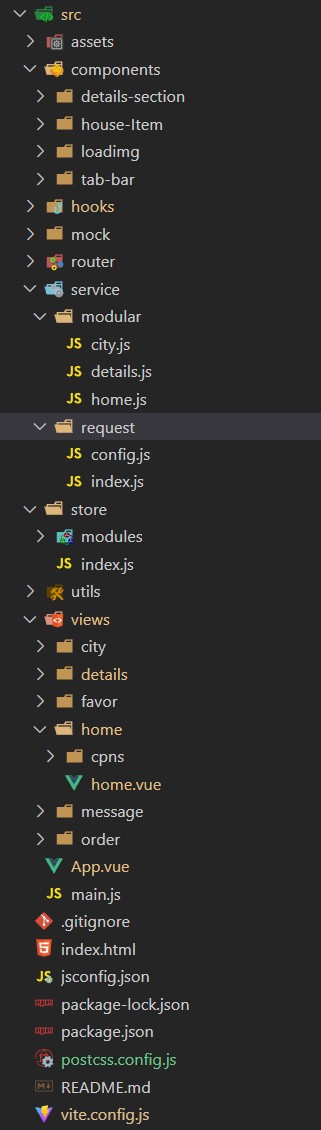 src
assets
components
details-section
house-Item
loadimg
tab-bar
hooks
mock
router
service
modular
JS city.js
JS details.js
JS home.js
request
JS config.js
JS index.js
store
modules
JS index.js
utils
views
city
details
favor
home
cpns
home.vue
message
order
App.vue
JS main.js
.gitignore
index.html
jsconfig.json
package-lock.json
package.json
postcss.config.js
README.md
vite.config.js